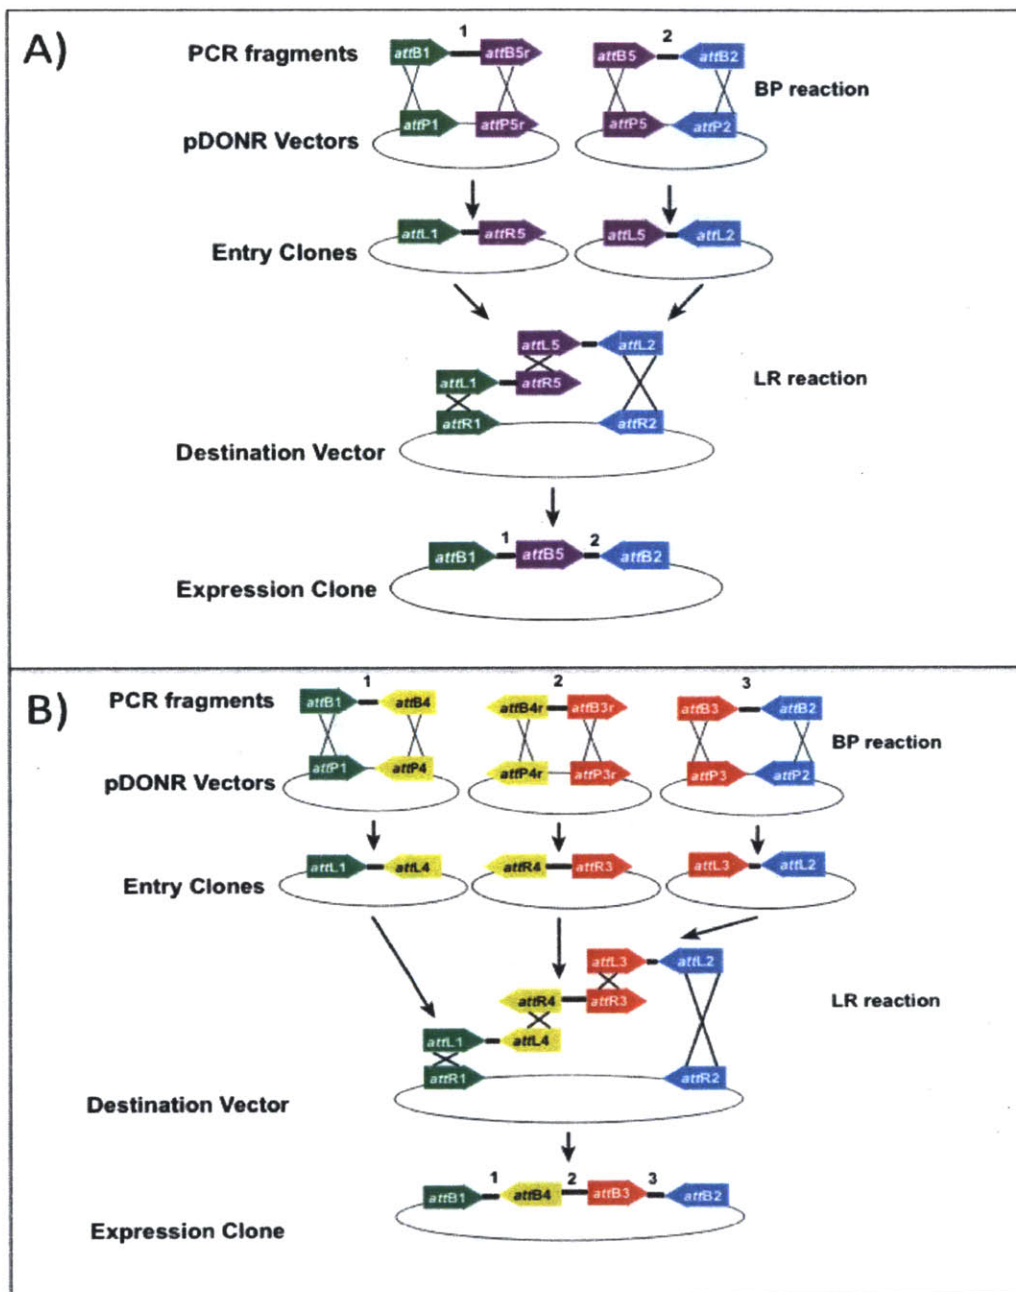 A)
1 2
PCR fragments attB1 attB5r attB5 attB2
BP reaction
pDONR Vectors attP1 attP5r attP5 attP2
Entry Clones attL1 attR5 attL5 attL2
attL5 attL2
attL1 attR5 LR reaction
attR1 attR2
Destination Vector
1 2
attB1 attB5 attB2
Expression Clone
B)
1 2 3
PCR fragments attB1 attB4 attB4r attB3r attB3 attB2
BP reaction
pDONR Vectors attP1 attP4 attP4r attP3r attP3 attP2
Entry Clones attL1 attL4 attR4 attR3 attL3 attL2
attL3 attL2
attR4 attR3 LR reaction
attL1 attL4
attR1 attR2
Destination Vector
1 2 3
attB1 attB4 attB3 attB2
Expression Clone